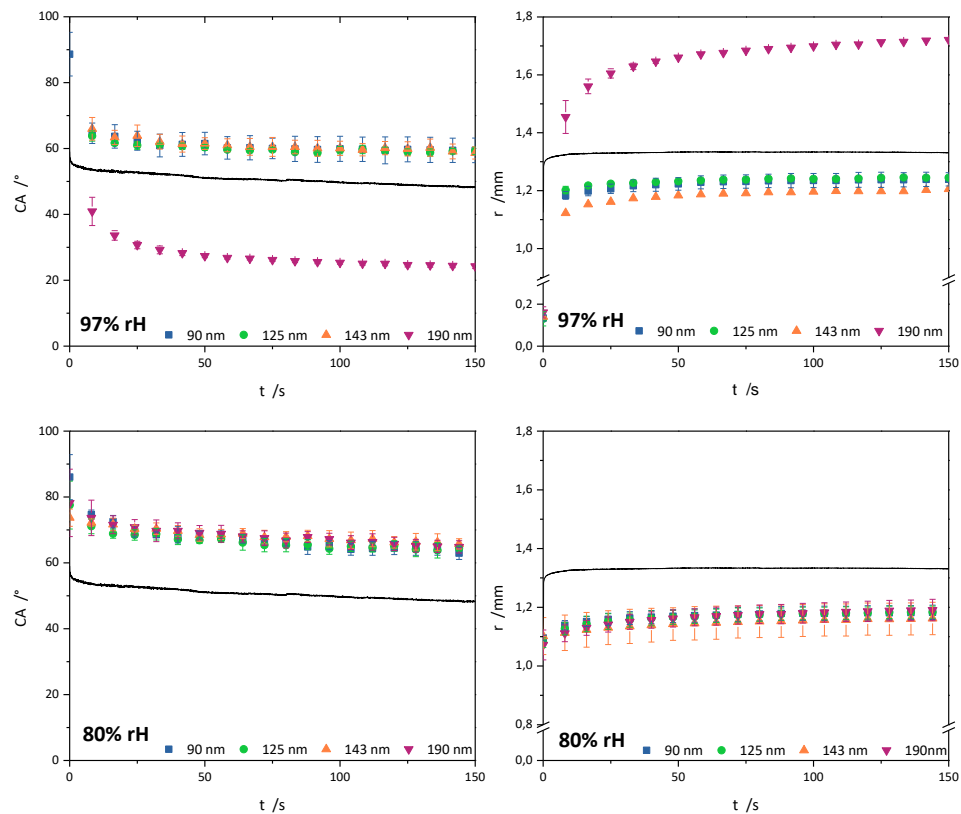 100
80
60
40
20
0
CA /°
97% rH
90 nm 125 nm 143 nm 190 nm
0 50 100 150
t /s
1,8
1,6
1,4
1,2
1,0
0,2
0,0
r /mm
97% rH
90 nm 125 nm 143 nm 190 nm
0 50 100 150
t /s
100
80
60
40
20
0
CA /°
80% rH
90 nm 125 nm 143 nm 190 nm
0 50 100 150
t /s
1,8
1,6
1,4
1,2
1,0
0,8
0,0
r /mm
80% rH
90 nm 125 nm 143 nm 190nm
0 50 100 150
t /s